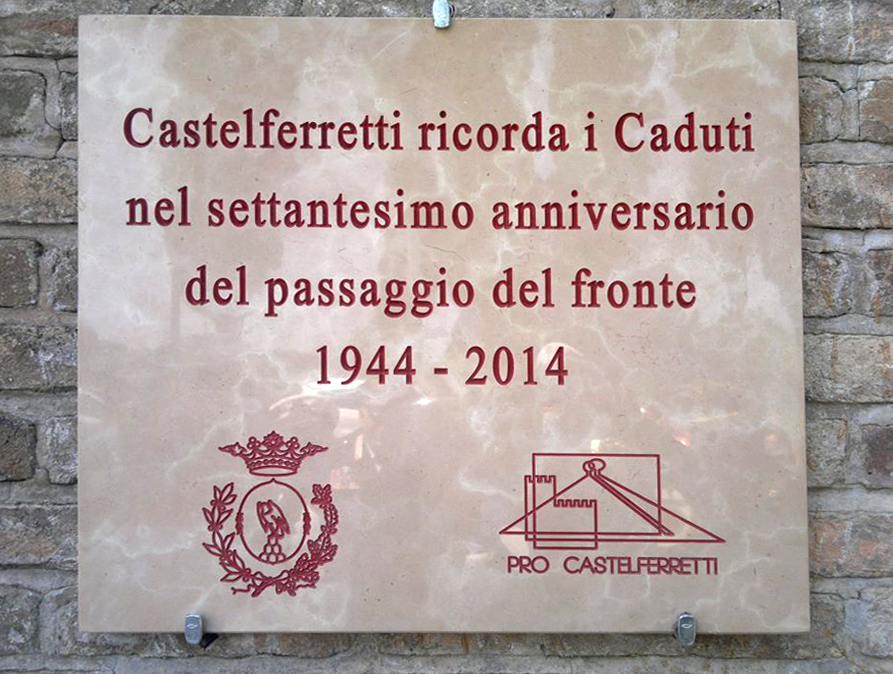 Castelferretti ricorda i Caduti
nel settantesimo anniversario
del passaggio del fronte
1944 - 2014
PRO CASTELFERRETTI